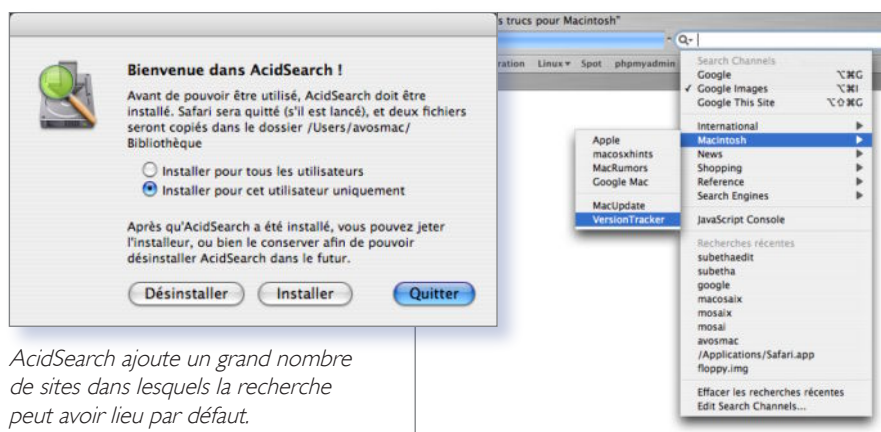 Bienvenue dans AcidSearch !
Avant de pouvoir être utilisé, AcidSearch doit être
installé. Safari sera quitté (s'il est lancé), et deux fichiers
seront copiés dans le dossier /Users/avosmac/
Bibliothèque
Installer pour tous les utilisateurs
Installer pour cet utilisateur uniquement
Après qu'AcidSearch a été installé, vous pouvez jeter
l'installeur, ou bien le conserver afin de pouvoir
désinstaller AcidSearch dans le futur.
Désinstaller
Installer
Quitter
AcidSearch ajoute un grand nombre
de sites dans lesquels la recherche
peut avoir lieu par défaut.
s trucs pour Macintosh"
ration Linux ▾ Spot phpmyadmin
Search Channels
Google ⌥⌘G
✓ Google Images ⌥⌘I
Google This Site ⌥⇧⌘G
International ▶
Macintosh ▶
News ▶
Shopping ▶
Reference ▶
Search Engines ▶
Apple
macosxhints
MacRumors
Google Mac
MacUpdate
VersionTracker
JavaScript Console
Recherches récentes
subethaedit
subetha
google
macosaix
mosaix
mosai
avosmac
/Applications/Safari.app
floppy.img
Effacer les recherches récentes
Edit Search Channels...